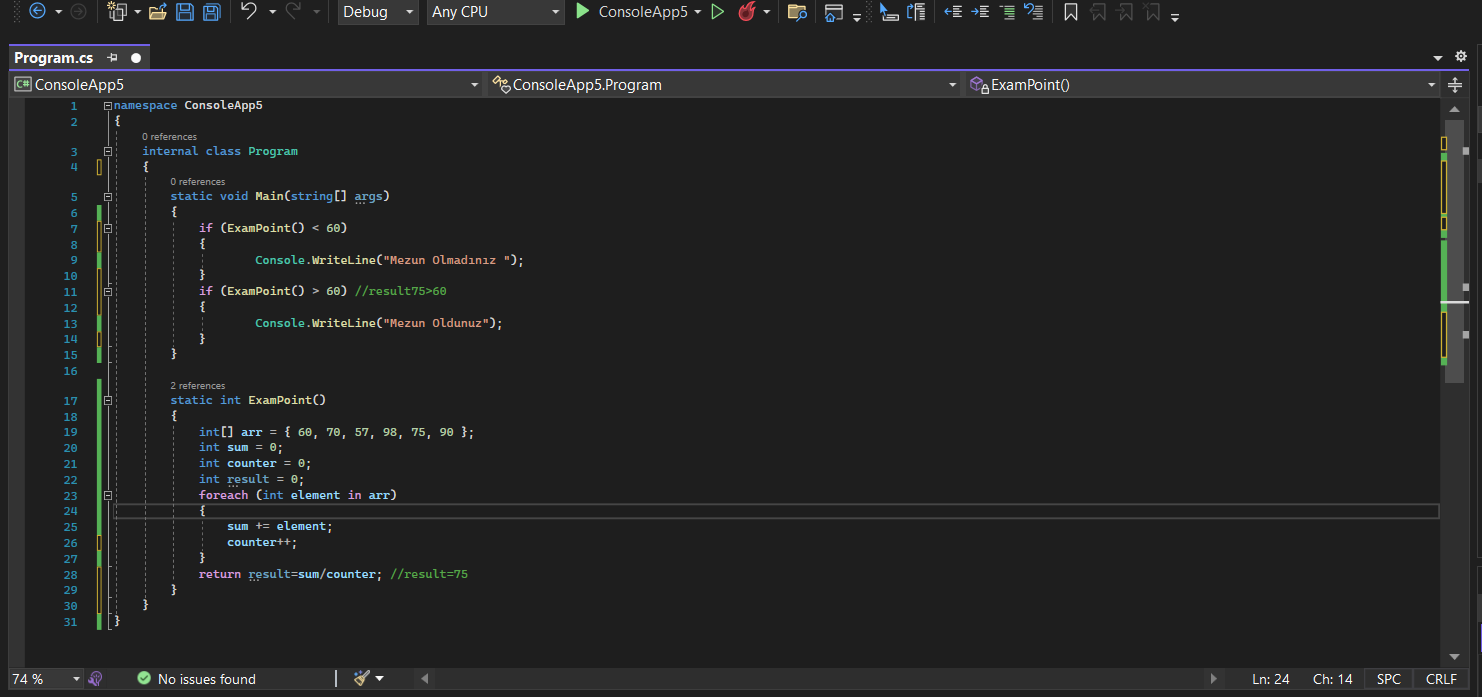 Debug Any CPU ConsoleApp5
Program.cs
C# ConsoleApp5 ConsoleApp5.Program ExamPoint()
1 namespace ConsoleApp5
2 {
0 references
3 internal class Program
4 {
0 references
5 static void Main(string[] args)
6 {
7 if (ExamPoint() < 60)
8 {
9 Console.WriteLine("Mezun Olmadınız ");
10 }
11 if (ExamPoint() > 60) //result75>60
12 {
13 Console.WriteLine("Mezun Oldunuz");
14 }
15 }
16
2 references
17 static int ExamPoint()
18 {
19 int[] arr = { 60, 70, 57, 98, 75, 90 };
20 int sum = 0;
21 int counter = 0;
22 int result = 0;
23 foreach (int element in arr)
24 {
25 sum += element;
26 counter++;
27 }
28 return result=sum/counter; //result=75
29 }
30 }
31 }
74 % No issues found Ln: 24 Ch: 14 SPC CRLF